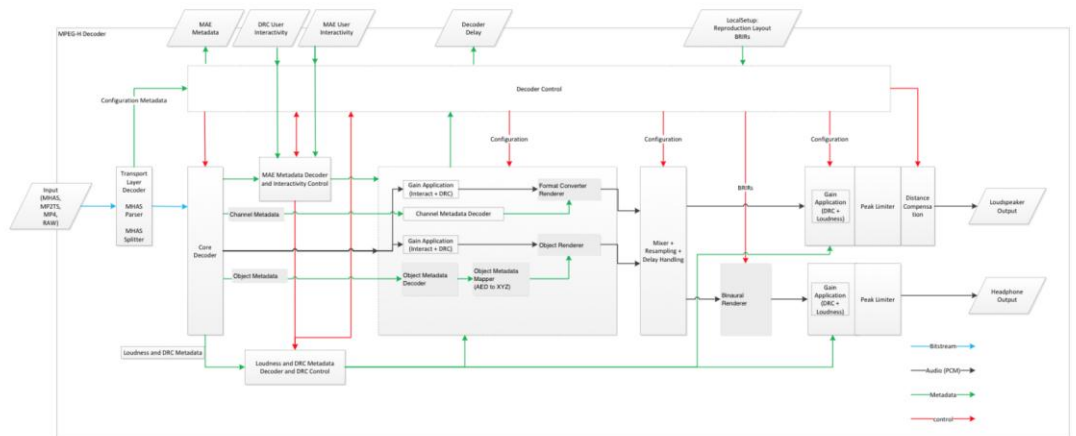 MPEG-H Decoder
MAE
Metadata
DRC User
Interactivity
MAE User
Interactivity
Decoder
Delay
LocalSetup:
Reproduction Layout
BRIRs
Decoder Control
Configuration Metadata
Configuration
Configuration
Configuration
BRIRs
Input
(MHAS,
MP2TS,
MP4,
RAW)
Transport
Layer
Decoder
MHAS
Parser
MHAS
Splitter
Core
Decoder
MAE Metadata Decoder
and Interactivity Control
Channel Metadata
Object Metadata
Loudness and DRC Metadata
Gain Application
(Interact + DRC)
Format Converter
Renderer
Channel Metadata Decoder
Gain Application
(Interact + DRC)
Object Renderer
Object Metadata
Decoder
Object Metadata
Mapper
(AEO to XYZ)
Loudness and DRC Metadata
Decoder and DRC Control
Mixer +
Resampling +
Delay Handling
Binaural
Renderer
Gain
Application
(DRC +
Loudness)
Peak Limiter
Distance
Compensa
tion
Loudspeaker
Output
Gain
Application
(DRC +
Loudness)
Peak Limiter
Headphone
Output
Bitstream
Audio (PCM)
Metadata
control